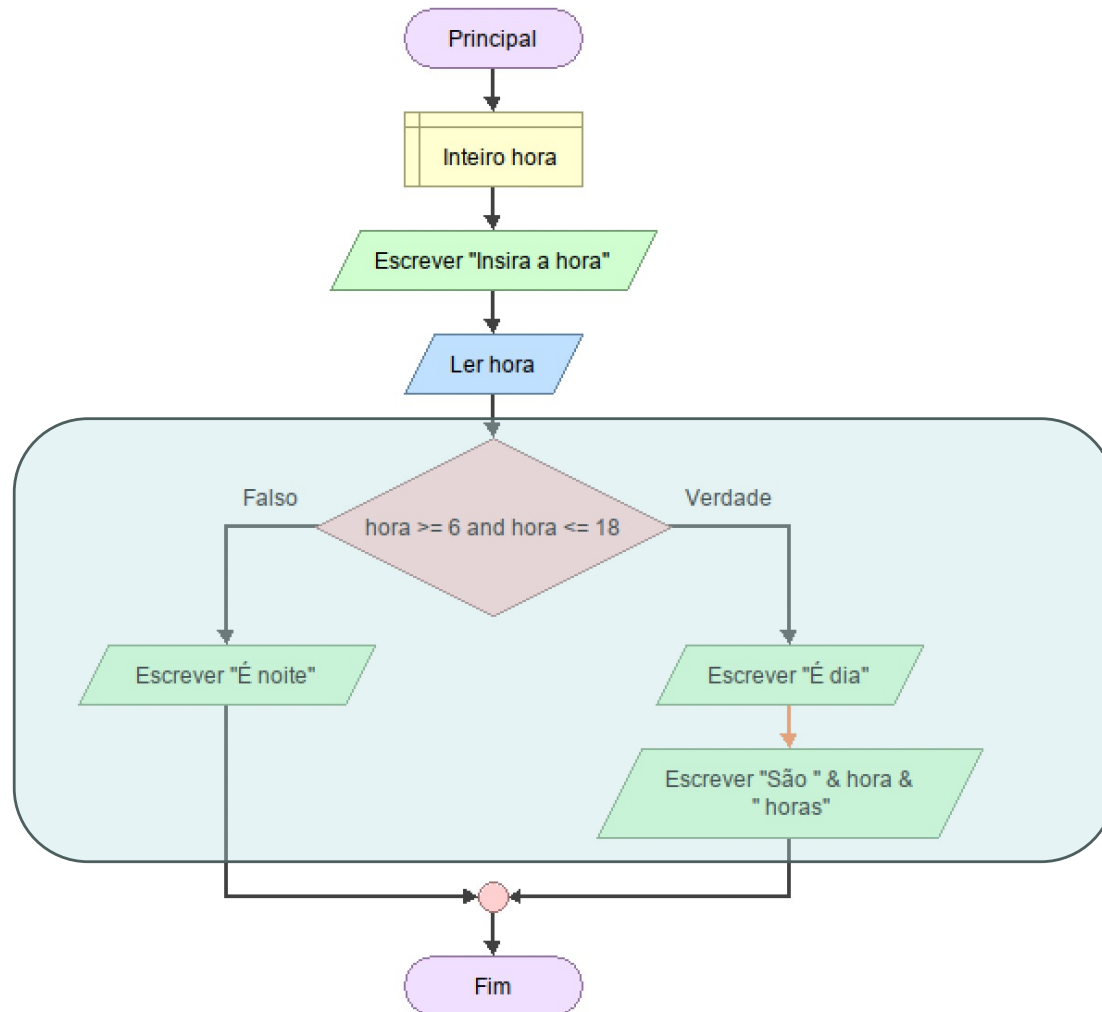 Principal
Inteiro hora
Escrever "Insira a hora"
Ler hora
Falso
Verdade
hora >= 6 and hora <= 18
Escrever "É noite"
Escrever "É dia"
Escrever "São " & hora &
" horas"
Fim